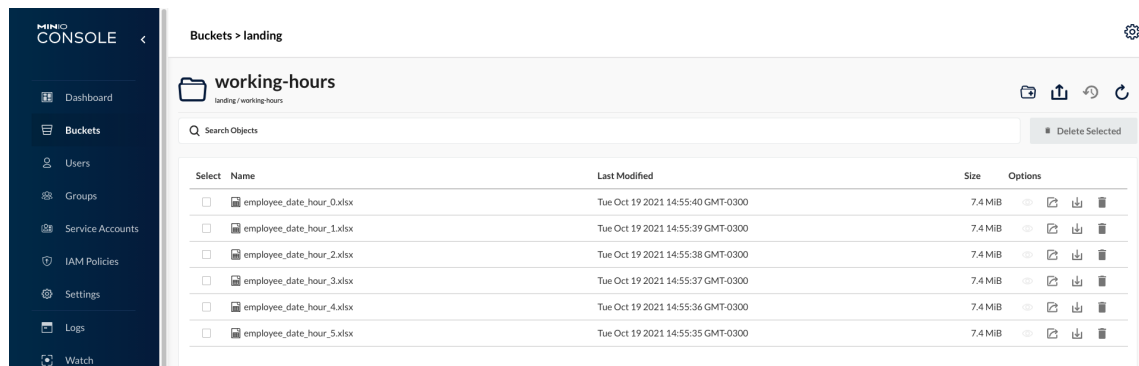 MINIO
CONSOLE
Buckets > landing
Dashboard
Buckets
Users
Groups
Service Accounts
IAM Policies
Settings
Logs
Watch
working-hours
landing / working-hours
Search Objects
Delete Selected
Select Name Last Modified Size Options
employee_date_hour_0.xlsx Tue Oct 19 2021 14:55:40 GMT-0300 7.4 MiB
employee_date_hour_1.xlsx Tue Oct 19 2021 14:55:39 GMT-0300 7.4 MiB
employee_date_hour_2.xlsx Tue Oct 19 2021 14:55:38 GMT-0300 7.4 MiB
employee_date_hour_3.xlsx Tue Oct 19 2021 14:55:37 GMT-0300 7.4 MiB
employee_date_hour_4.xlsx Tue Oct 19 2021 14:55:36 GMT-0300 7.4 MiB
employee_date_hour_5.xlsx Tue Oct 19 2021 14:55:35 GMT-0300 7.4 MiB